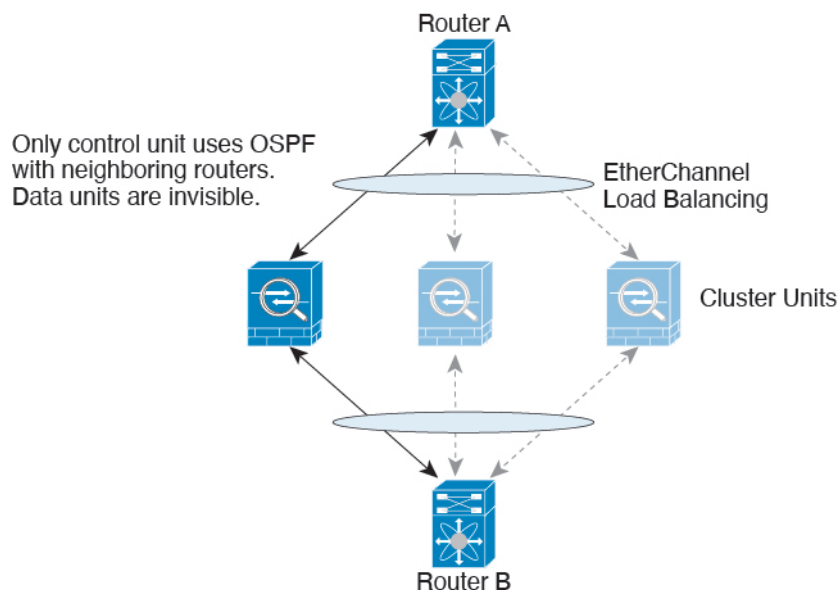 Router A
Only control unit uses OSPF
with neighboring routers.
Data units are invisible.
EtherChannel
Load Balancing
Cluster Units
Router B